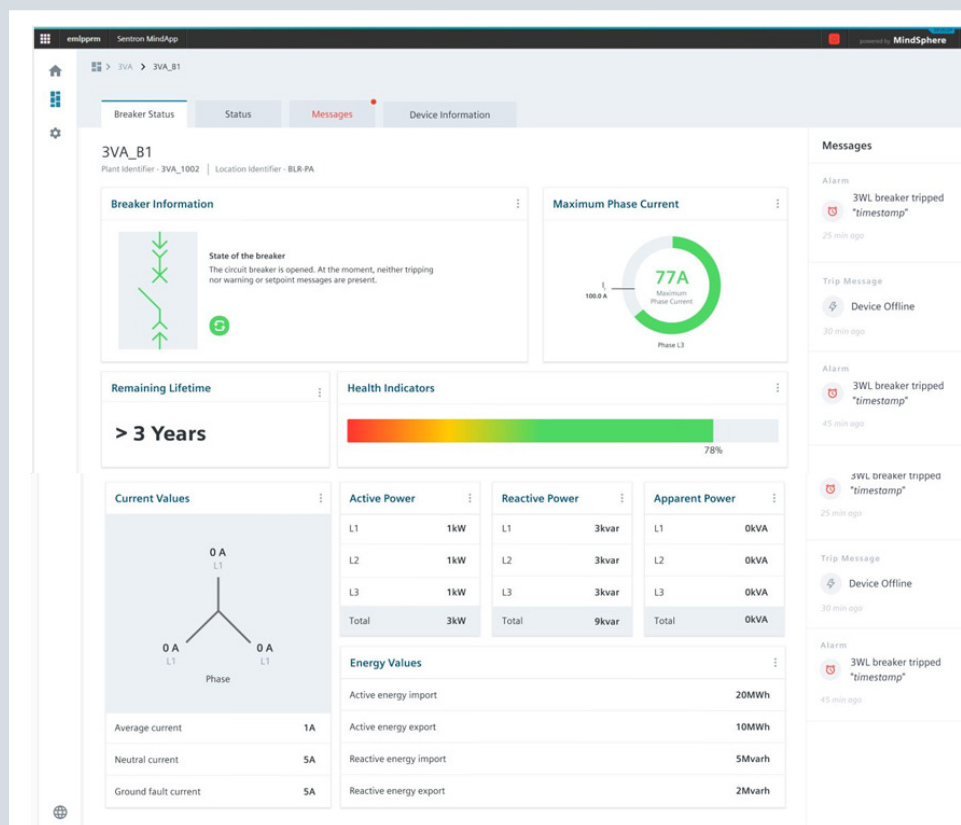 emlpprm Sentron MindApp
powered by MindSphere
3VA > 3VA_B1
Breaker Status Status Messages Device Information
3VA_B1
Plant Identifier - 3VA_1002 | Location Identifier - BLR-PA
Breaker Information
State of the breaker
The circuit breaker is opened. At the moment, neither tripping
nor warning or setpoint messages are present.
Maximum Phase Current
77A
Maximum
Phase Current
100.0 A
Phase L3
Remaining Lifetime
> 3 Years
Health Indicators
78%
Current Values
0 A
L1
0 A
L1
0 A
L1
Phase
Average current 1A
Neutral current 5A
Ground fault current 5A
Active Power
L1 1kW
L2 1kW
L3 1kW
Total 3kW
Reactive Power
L1 3kvar
L2 3kvar
L3 3kvar
Total 9kvar
Apparent Power
L1 0kVA
L2 0kVA
L3 0kVA
Total 0kVA
Energy Values
Active energy import 20MWh
Active energy export 10MWh
Reactive energy import 5Mvarh
Reactive energy export 2Mvarh
Messages
Alarm
3WL breaker tripped
"timestamp"
25 min ago
Trip Message
Device Offline
30 min ago
Alarm
3WL breaker tripped
"timestamp"
45 min ago
3WL breaker tripped
"timestamp"
25 min ago
Trip Message
Device Offline
30 min ago
Alarm
3WL breaker tripped
"timestamp"
45 min ago